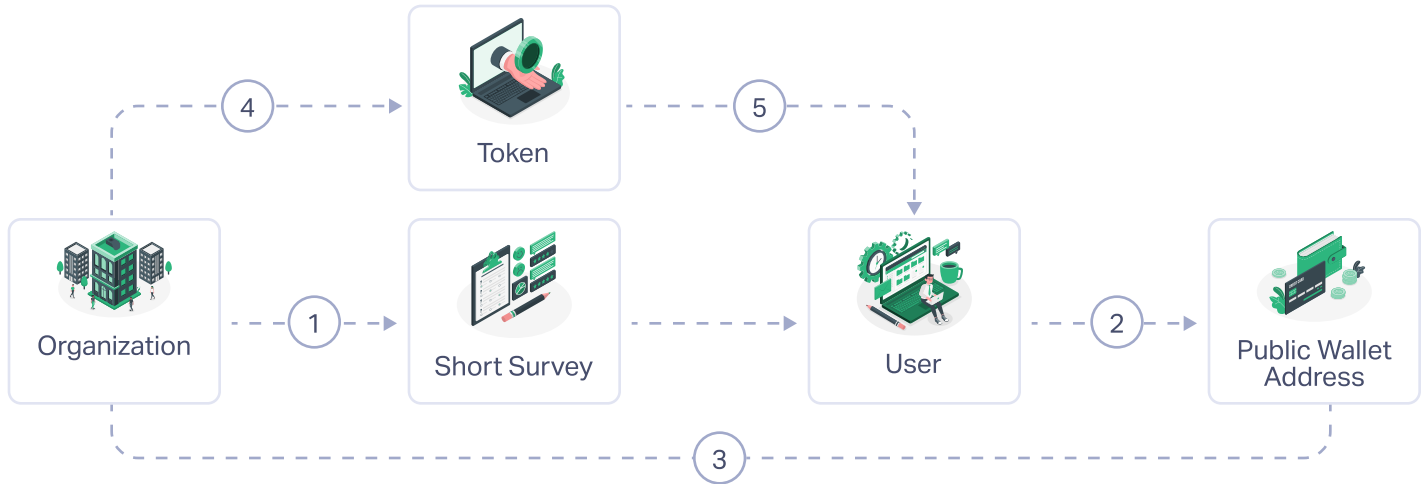 4
5
Token
Organization
1
Short Survey
User
2
Public Wallet
Address
3